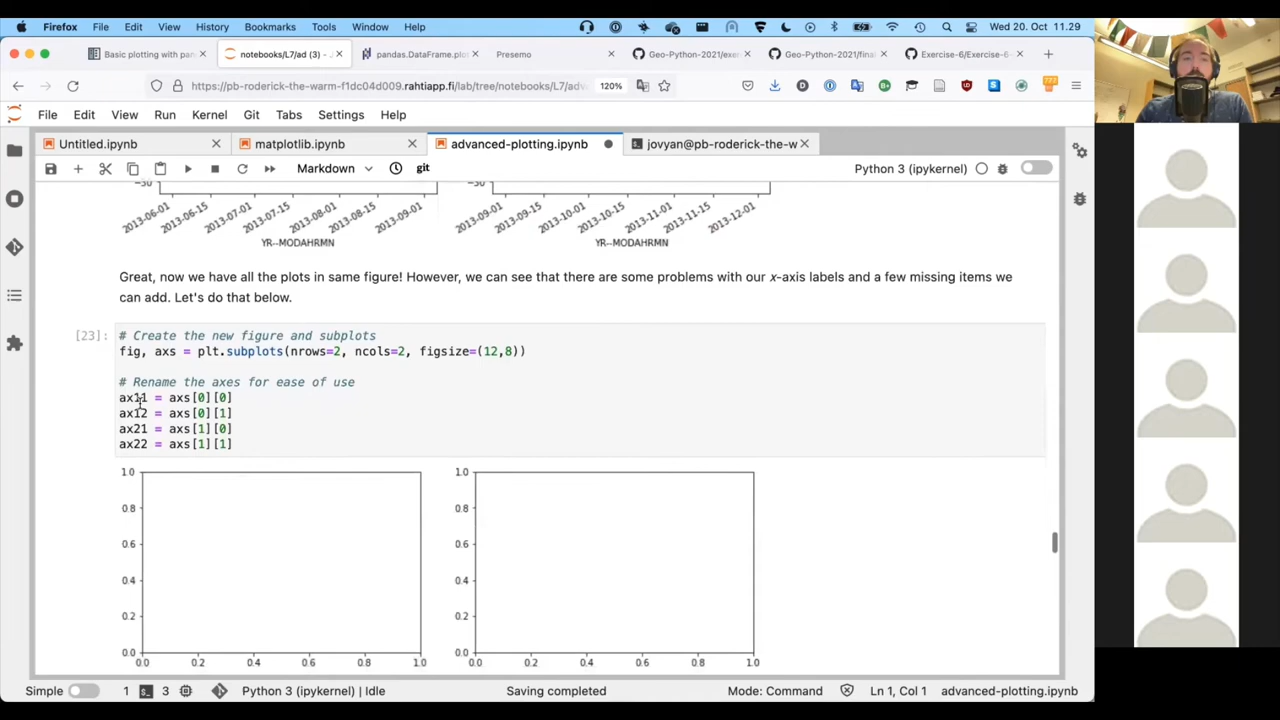 Firefox File Edit View History Bookmarks Tools Window Help Wed 20. Oct 11.29
Basic plotting with pan notebooks/L7/ad (3) - J pandas.DataFrame.plo Presemo Geo-Python-2021/exer Geo-Python-2021/final Exercise-6/Exercise-6-
https://pb-roderick-the-warm-f1dc04d009.rahtiapp.fi/lab/tree/notebooks/L7/adv 120%
File Edit View Run Kernel Git Tabs Settings Help
Untitled.ipynb matplotlib.ipynb advanced-plotting.ipynb jovyan@pb-roderick-the-w
Markdown git Python 3 (ipykernel)
−30 −30
2013-06-01 2013-06-15 2013-07-01 2013-07-15 2013-08-01 2013-08-15 2013-09-01 2013-09-01 2013-09-15 2013-10-01 2013-10-15 2013-11-01 2013-11-15 2013-12-01
YR--MODAHRMN YR--MODAHRMN
Great, now we have all the plots in same figure! However, we can see that there are some problems with our x-axis labels and a few missing items we
can add. Let's do that below.
[23]: # Create the new figure and subplots
fig, axs = plt.subplots(nrows=2, ncols=2, figsize=(12,8))
# Rename the axes for ease of use
ax11 = axs[0][0]
ax12 = axs[0][1]
ax21 = axs[1][0]
ax22 = axs[1][1]
1.0 1.0
0.8 0.8
0.6 0.6
0.4 0.4
0.2 0.2
0.0 0.0
0.0 0.2 0.4 0.6 0.8 1.0 0.0 0.2 0.4 0.6 0.8 1.0
Simple 1 3 Python 3 (ipykernel) | Idle Saving completed Mode: Command Ln 1, Col 1 advanced-plotting.ipynb